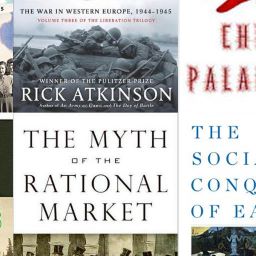 THE WAR IN WESTERN EUROPE, 1944–1945
VOLUME THREE OF THE LIBERATION TRILOGY
WINNER OF THE PULITZER PRIZE
RICK ATKINSON
Author of An Army at Dawn and The Day of Battle
THE MYTH
OF THE
RATIONAL
MARKET
CH
PALA
THE
SOCIA
CONQ
OF EA